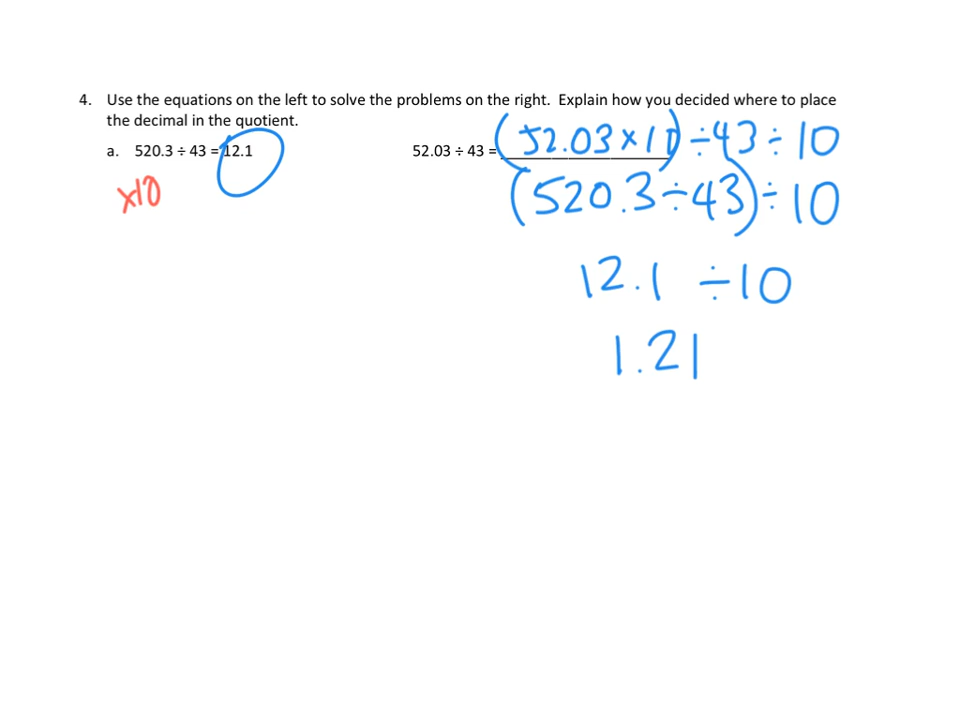 4. Use the equations on the left to solve the problems on the right. Explain how you decided where to place
the decimal in the quotient.
a. 520.3 ÷ 43 = 12.1
52.03 ÷ 43 = (52.03 × 10) ÷ 43 ÷ 10
×10
(520.3 ÷ 43) ÷ 10
12.1 ÷ 10
1.21